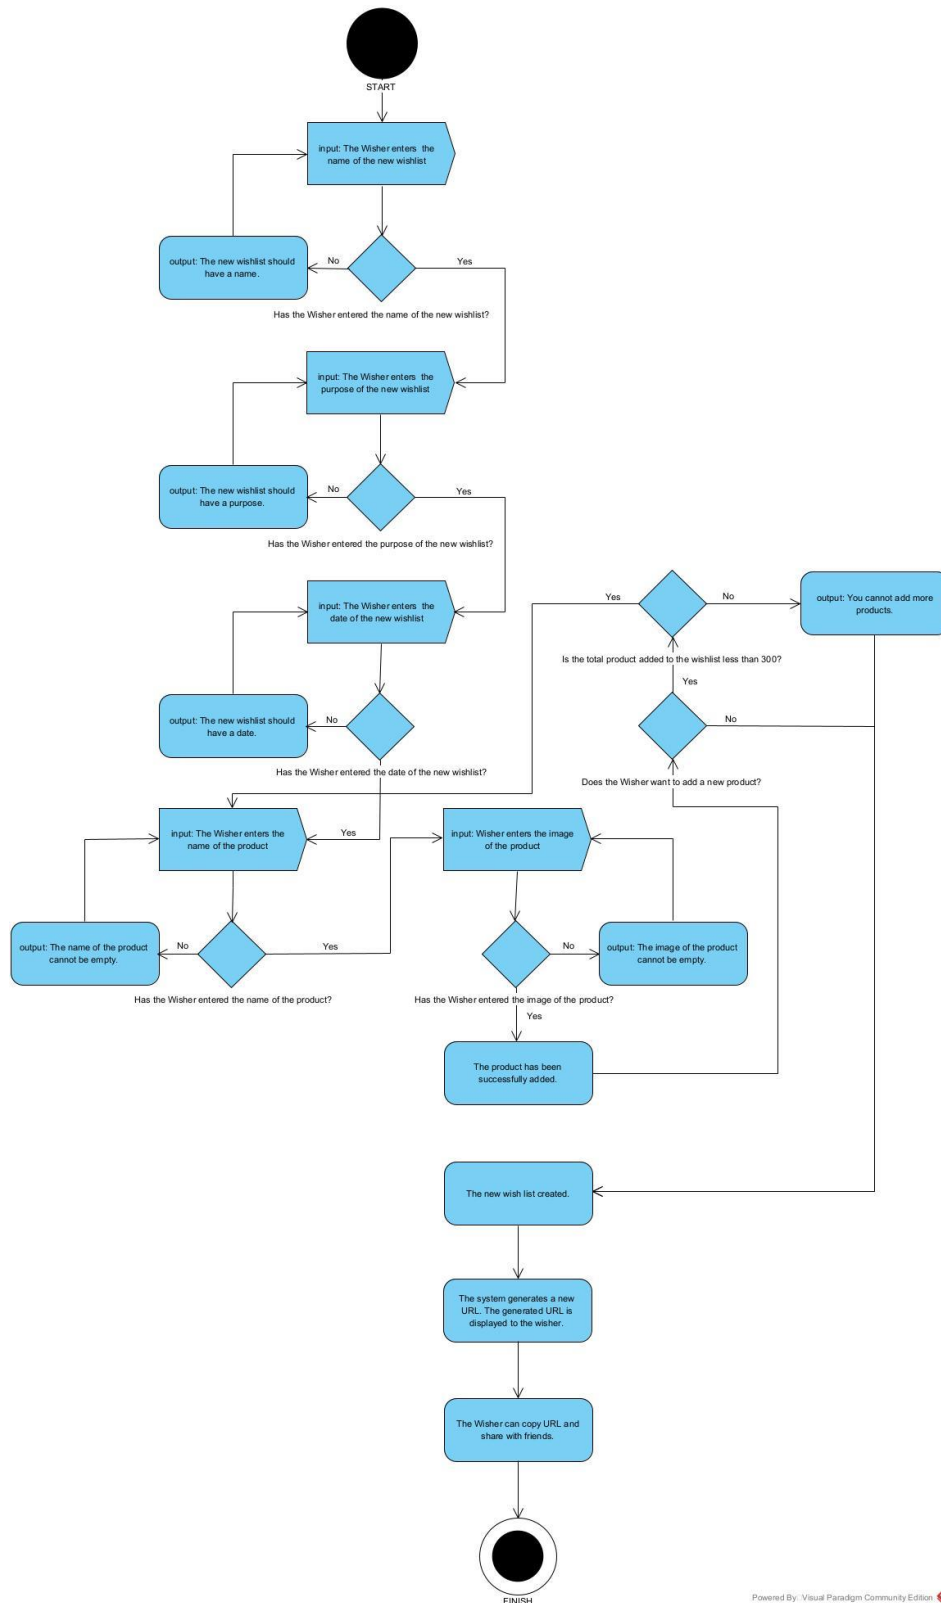 START
input: The Wisher enters the
name of the new wishlist
output: The new wishlist should
have a name.
No
Yes
Has the Wisher entered the name of the new wishlist?
input: The Wisher enters the
purpose of the new wishlist
output: The new wishlist should
have a purpose.
No
Yes
Has the Wisher entered the purpose of the new wishlist?
input: The Wisher enters the
date of the new wishlist
Yes
No
output: You cannot add more
products.
Is the total product added to the wishlist less than 300?
Yes
output: The new wishlist should
have a date.
No
No
Has the Wisher entered the date of the new wishlist?
Does the Wisher want to add a new product?
input: The Wisher enters the
name of the product
Yes
input: Wisher enters the image
of the product
output: The name of the product
cannot be empty.
No
Yes
No
output: The image of the product
cannot be empty.
Has the Wisher entered the name of the product?
Has the Wisher entered the image of the product?
Yes
The product has been
successfully added.
The new wish list created.
The system generates a new
URL. The generated URL is
displayed to the wisher.
The Wisher can copy URL and
share with friends.
FINISH
Powered By: Visual Paradigm Community Edition